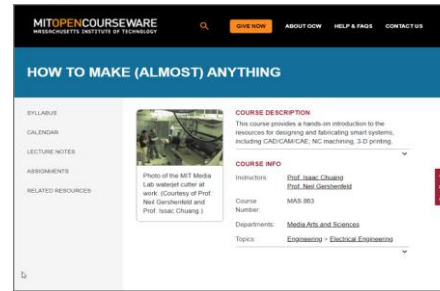 MITOPENCOURSEWARE
MASSACHUSETTS INSTITUTE OF TECHNOLOGY
GIVE NOW
ABOUT OCW
HELP & FAQS
CONTACT US
HOW TO MAKE (ALMOST) ANYTHING
SYLLABUS
CALENDAR
LECTURE NOTES
ASSIGNMENTS
RELATED RESOURCES
Photo of the MIT Media
Lab waterjet cutter at
work. (Courtesy of Prof.
Neil Gershenfeld and
Prof. Isaac Chuang.)
COURSE DESCRIPTION
This course provides a hands-on introduction to the
resources for designing and fabricating smart systems,
including CAD/CAM/CAE; NC machining, 3-D printing,
COURSE INFO
Instructors: Prof. Isaac Chuang
Prof. Neil Gershenfeld
Course
Number: MAS.863
Departments: Media Arts and Sciences
Topics: Engineering > Electrical Engineering